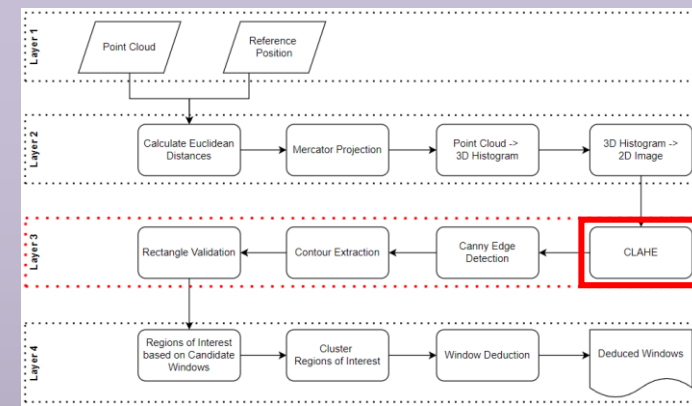 Layer 1
Point Cloud
Reference
Position
Layer 2
Calculate Euclidean
Distances
Mercator Projection
Point Cloud ->
3D Histogram
3D Histogram ->
2D Image
Layer 3
Rectangle Validation
Contour Extraction
Canny Edge
Detection
CLAHE
Layer 4
Regions of Interest
based on Candidate
Windows
Cluster
Regions of Interest
Window Deduction
Deduced Windows